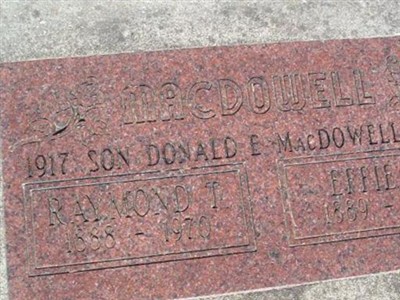 MACDOWELL
1917 SON DONALD E MACDOWELL
RAYMOND T
1888 - 1970
EFFIE
1889 -